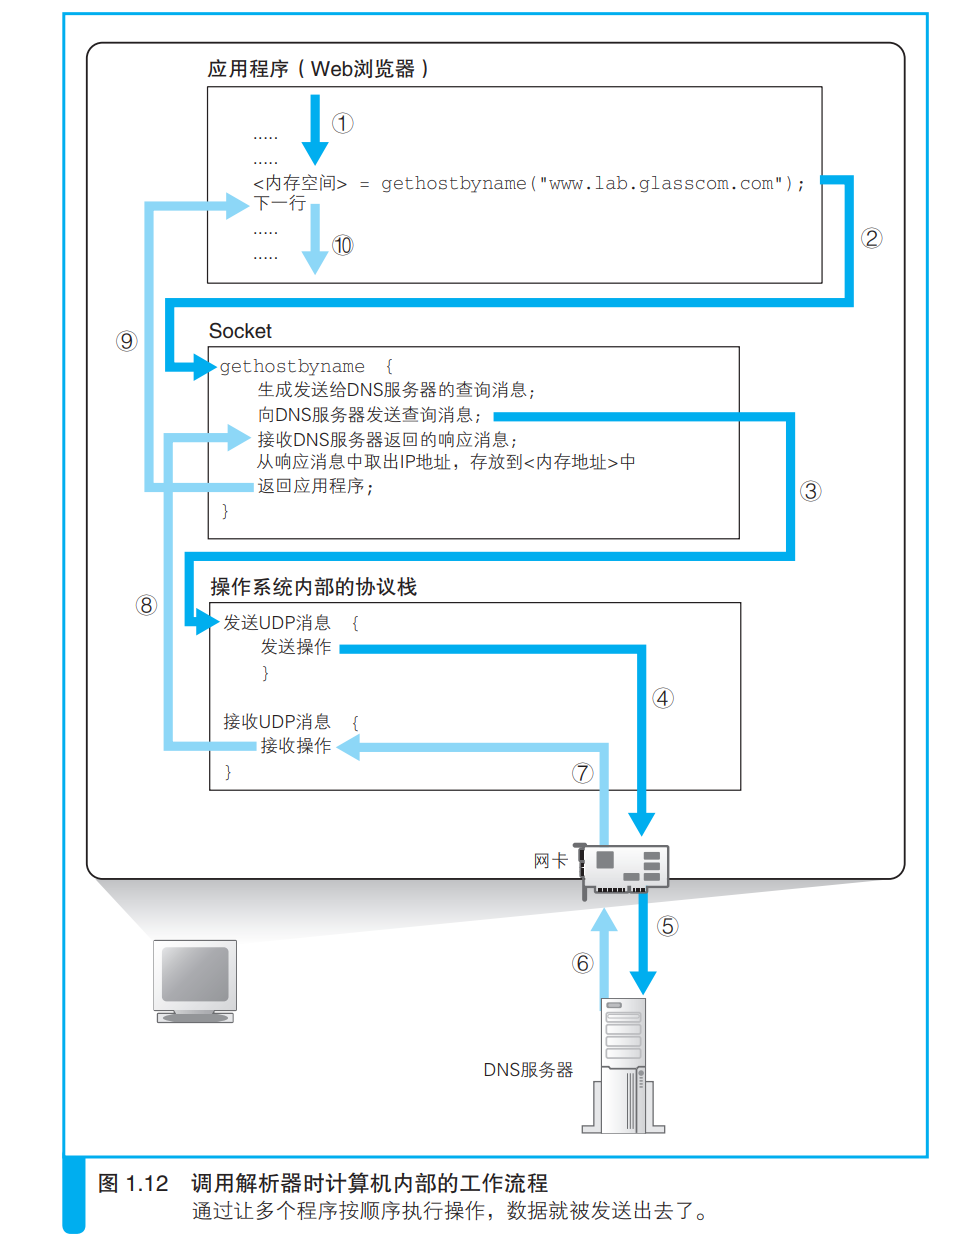 应用程序（Web浏览器）
①
.....
.....
<内存空间> = gethostbyname("www.lab.glasscom.com");
下一行
②
.....
⑩
.....
⑨
Socket
gethostbyname {
生成发送给DNS服务器的查询消息；
向DNS服务器发送查询消息；
接收DNS服务器返回的响应消息；
从响应消息中取出IP地址，存放到<内存地址>中
返回应用程序；
③
}
操作系统内部的协议栈
⑧
发送UDP消息 {
发送操作
}
④
接收UDP消息 {
接收操作
}
⑦
网卡
⑤
⑥
DNS服务器
图 1.12 调用解析器时计算机内部的工作流程
通过让多个程序按顺序执行操作，数据就被发送出去了。